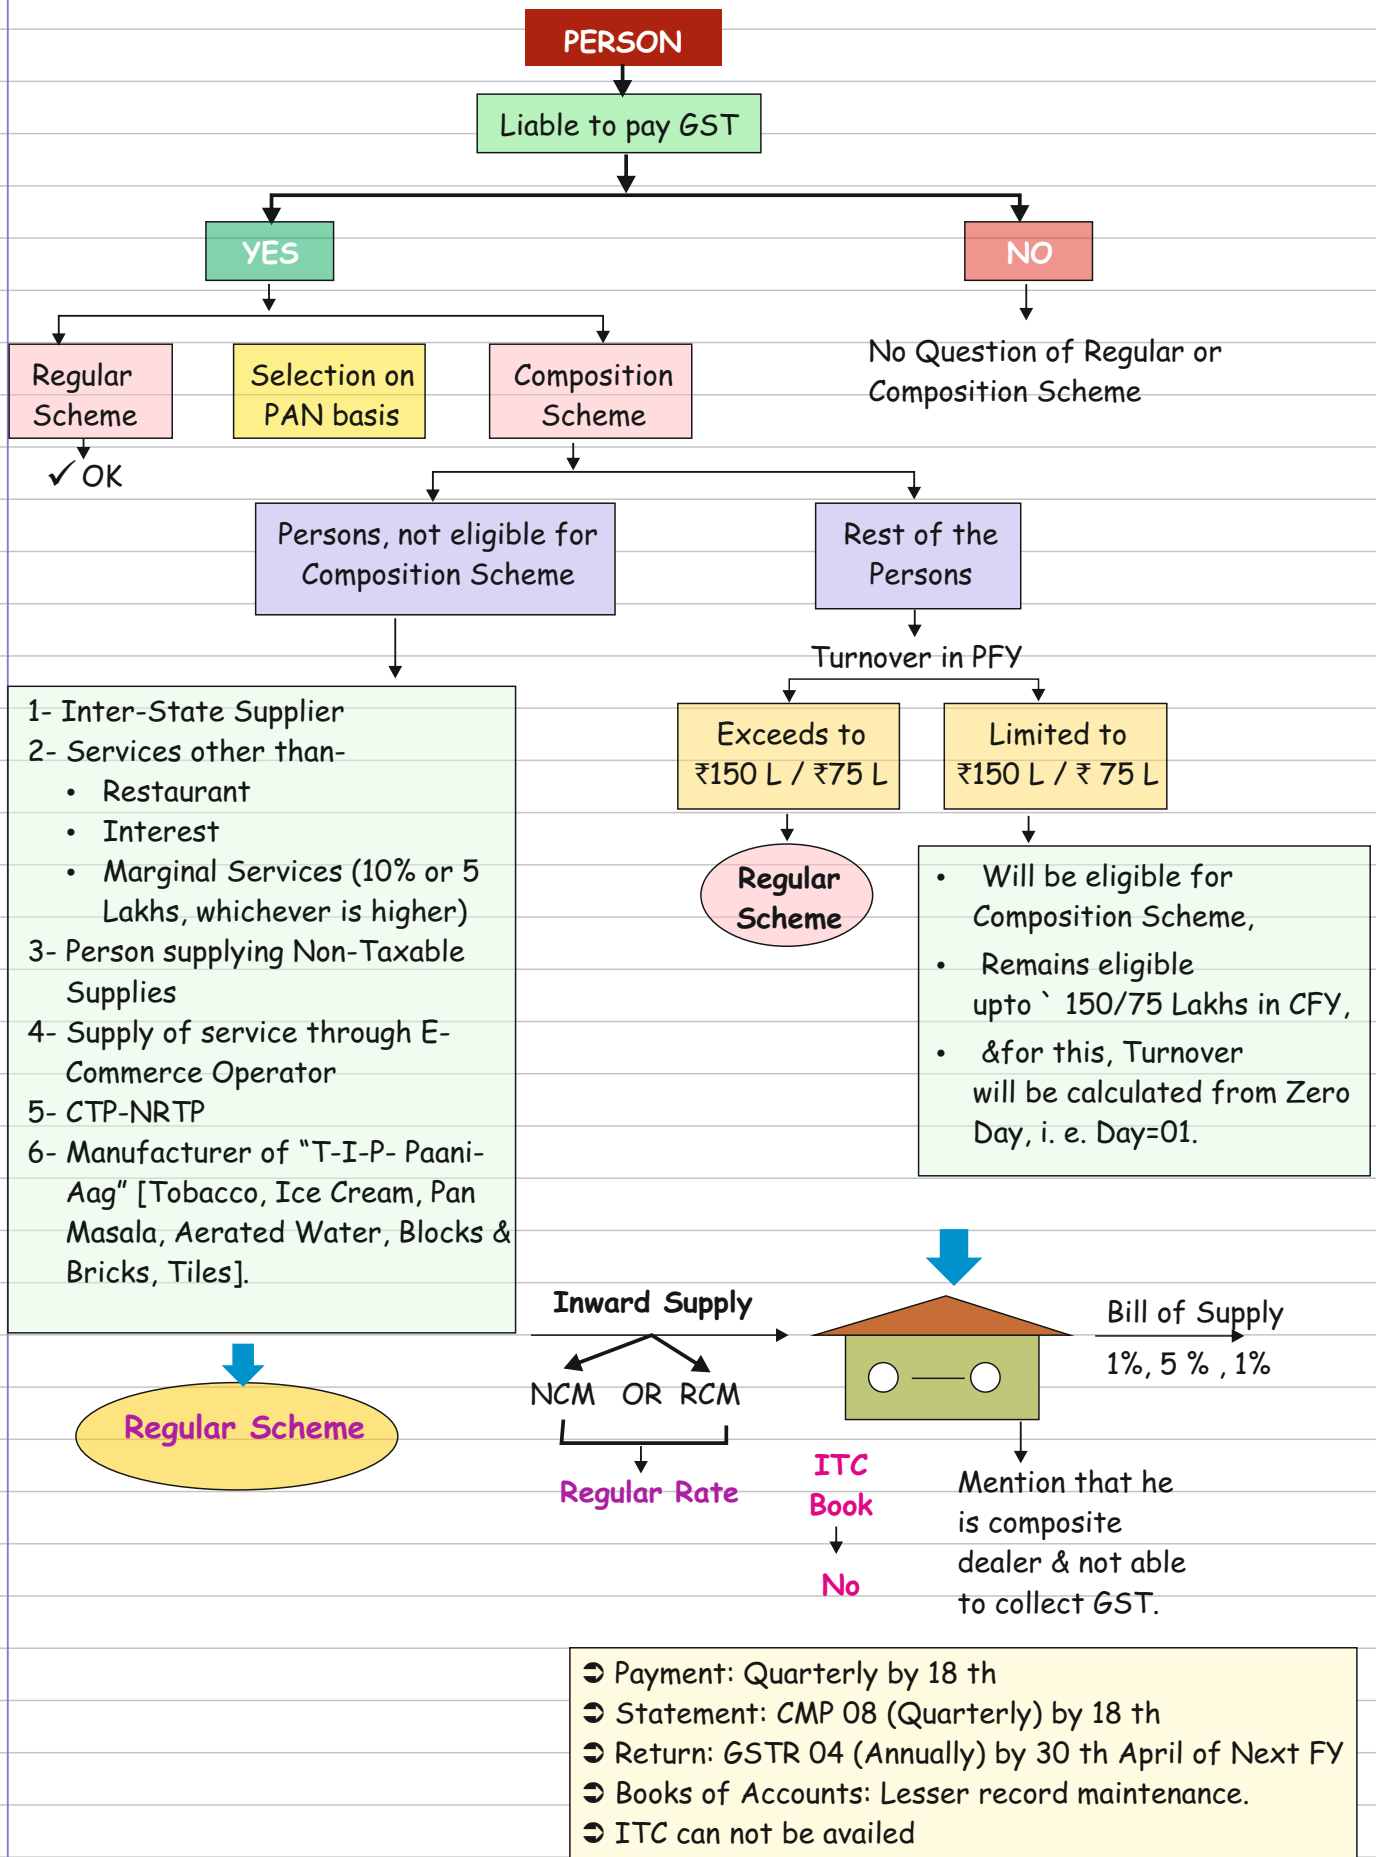 PERSON
Liable to pay GST
YES
NO
No Question of Regular or
Composition Scheme
Regular
Scheme
Selection on
PAN basis
Composition
Scheme
✓ OK
Persons, not eligible for
Composition Scheme
Rest of the
Persons
Turnover in PFY
Exceeds to
₹150 L / ₹75 L
Limited to
₹150 L / ₹ 75 L
1- Inter-State Supplier
2- Services other than-
• Restaurant
• Interest
• Marginal Services (10% or 5
Lakhs, whichever is higher)
3- Person supplying Non-Taxable
Supplies
4- Supply of service through E-
Commerce Operator
5- CTP-NRTP
6- Manufacturer of “T-I-P- Paani-
Aag” [Tobacco, Ice Cream, Pan
Masala, Aerated Water, Blocks &
Bricks, Tiles].
Regular
Scheme
• Will be eligible for
Composition Scheme,
• Remains eligible
upto ` 150/75 Lakhs in CFY,
• &for this, Turnover
will be calculated from Zero
Day, i. e. Day=01.
Regular Scheme
Inward Supply
NCM OR RCM
Regular Rate
Bill of Supply
1%, 5 % , 1%
ITC
Book
No
Mention that he
is composite
dealer & not able
to collect GST.
➲ Payment: Quarterly by 18 th
➲ Statement: CMP 08 (Quarterly) by 18 th
➲ Return: GSTR 04 (Annually) by 30 th April of Next FY
➲ Books of Accounts: Lesser record maintenance.
➲ ITC can not be availed